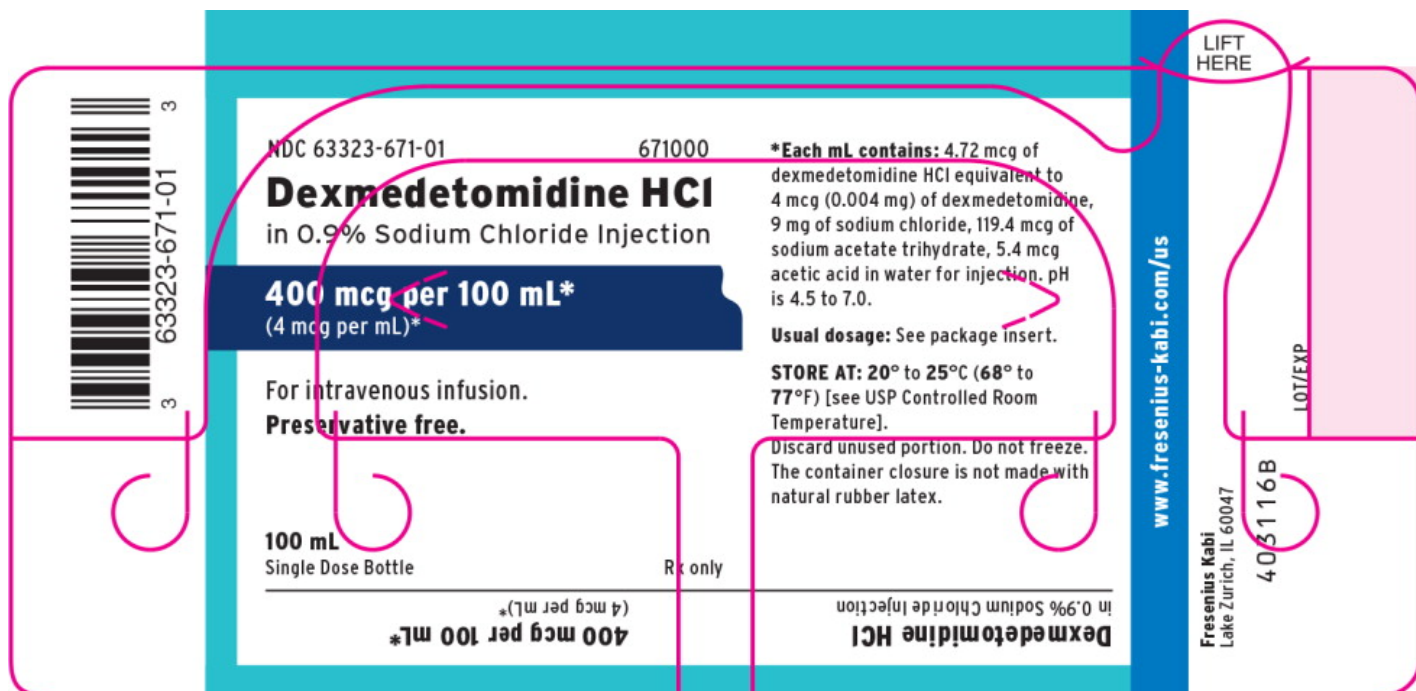 LIFT
HERE
3 63323-671-01 3
NDC 63323-671-01 671000
Dexmedetomidine HCl
in 0.9% Sodium Chloride Injection
400 mcg per 100 mL*
(4 mcg per mL)*
For intravenous infusion.
Preservative free.
100 mL
Single Dose Bottle Rx only
*Each mL contains: 4.72 mcg of
dexmedetomidine HCl equivalent to
4 mcg (0.004 mg) of dexmedetomidine,
9 mg of sodium chloride, 119.4 mcg of
sodium acetate trihydrate, 5.4 mcg
acetic acid in water for injection. pH
is 4.5 to 7.0.
Usual dosage: See package insert.
STORE AT: 20° to 25°C (68° to
77°F) [see USP Controlled Room
Temperature].
Discard unused portion. Do not freeze.
The container closure is not made with
natural rubber latex.
Dexmedetomidine HCl
in 0.9% Sodium Chloride Injection
400 mcg per 100 mL*
(4 mcg per mL)*
www.fresenius-kabi.com/us
Fresenius Kabi
Lake Zurich, IL 60047
403116B
LOT/EXP